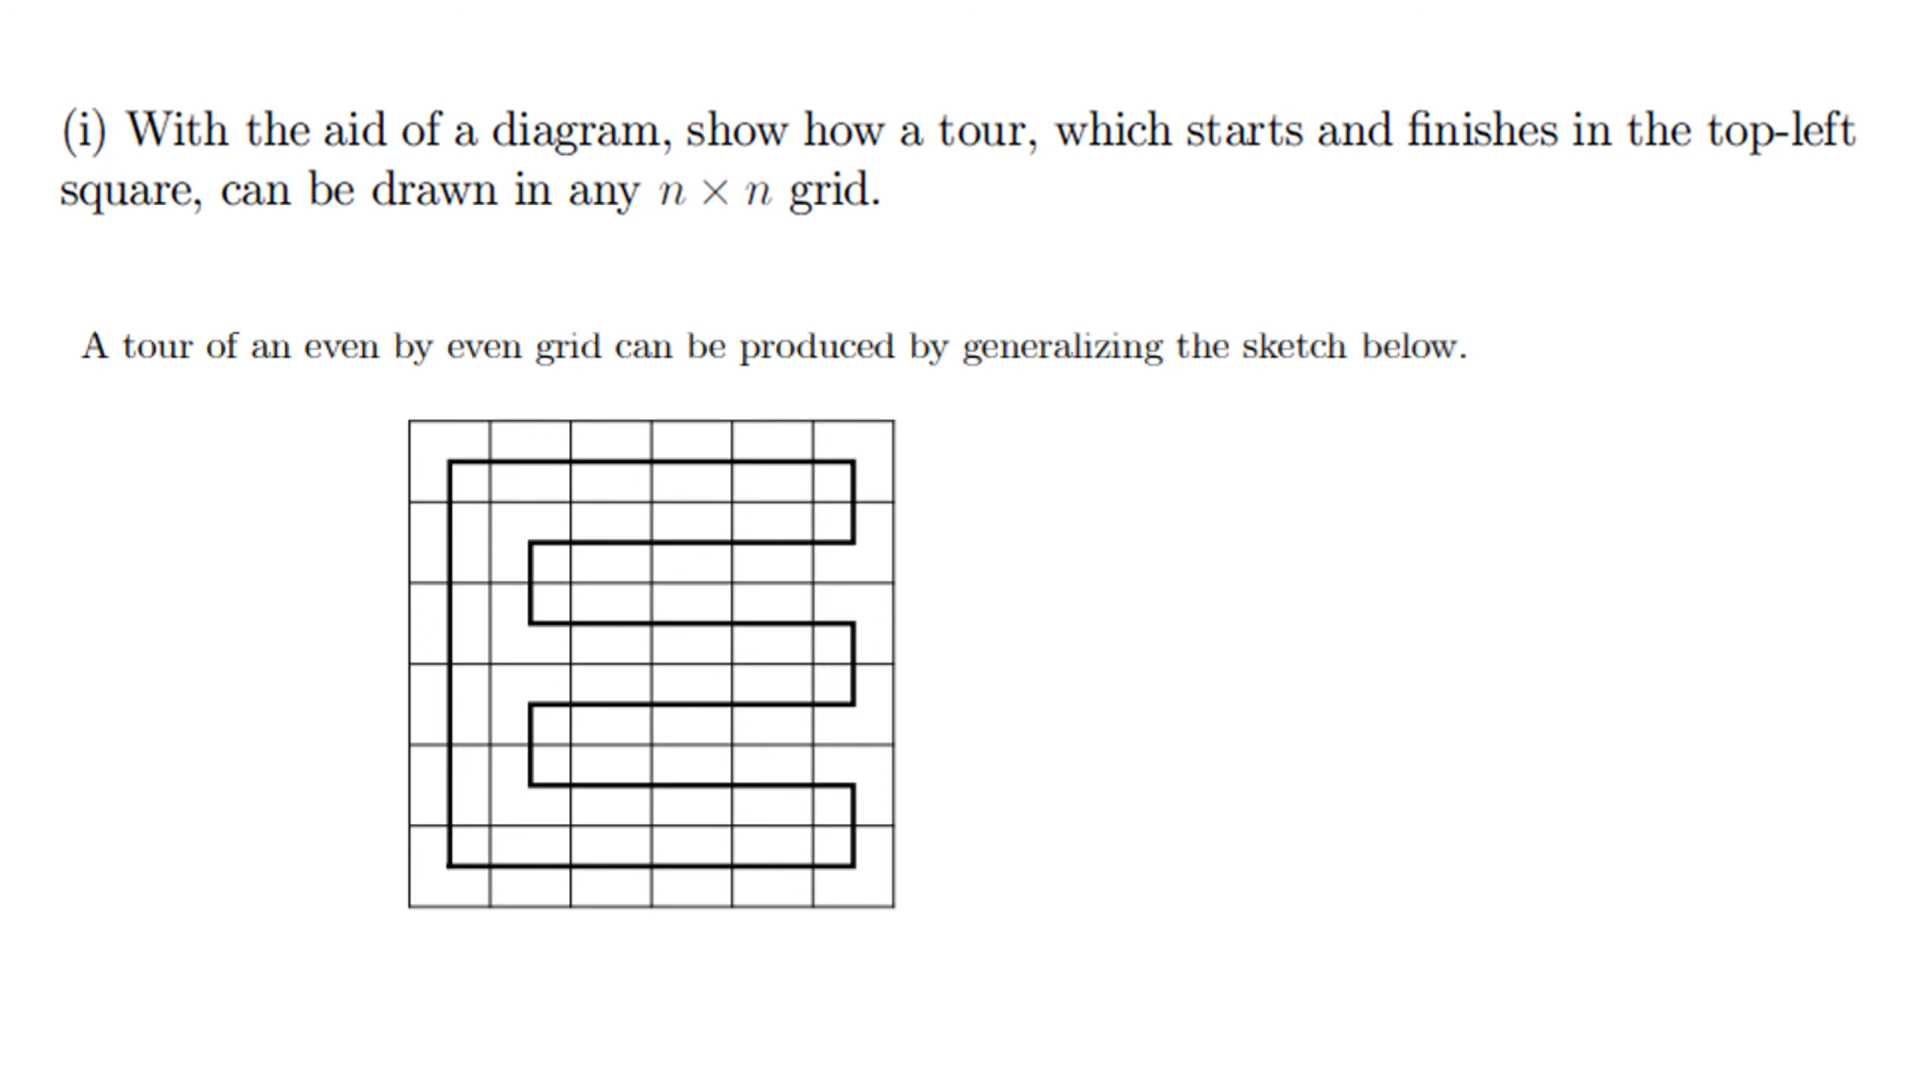 (i) With the aid of a diagram, show how a tour, which starts and finishes in the top-left
square, can be drawn in any n × n grid.
A tour of an even by even grid can be produced by generalizing the sketch below.